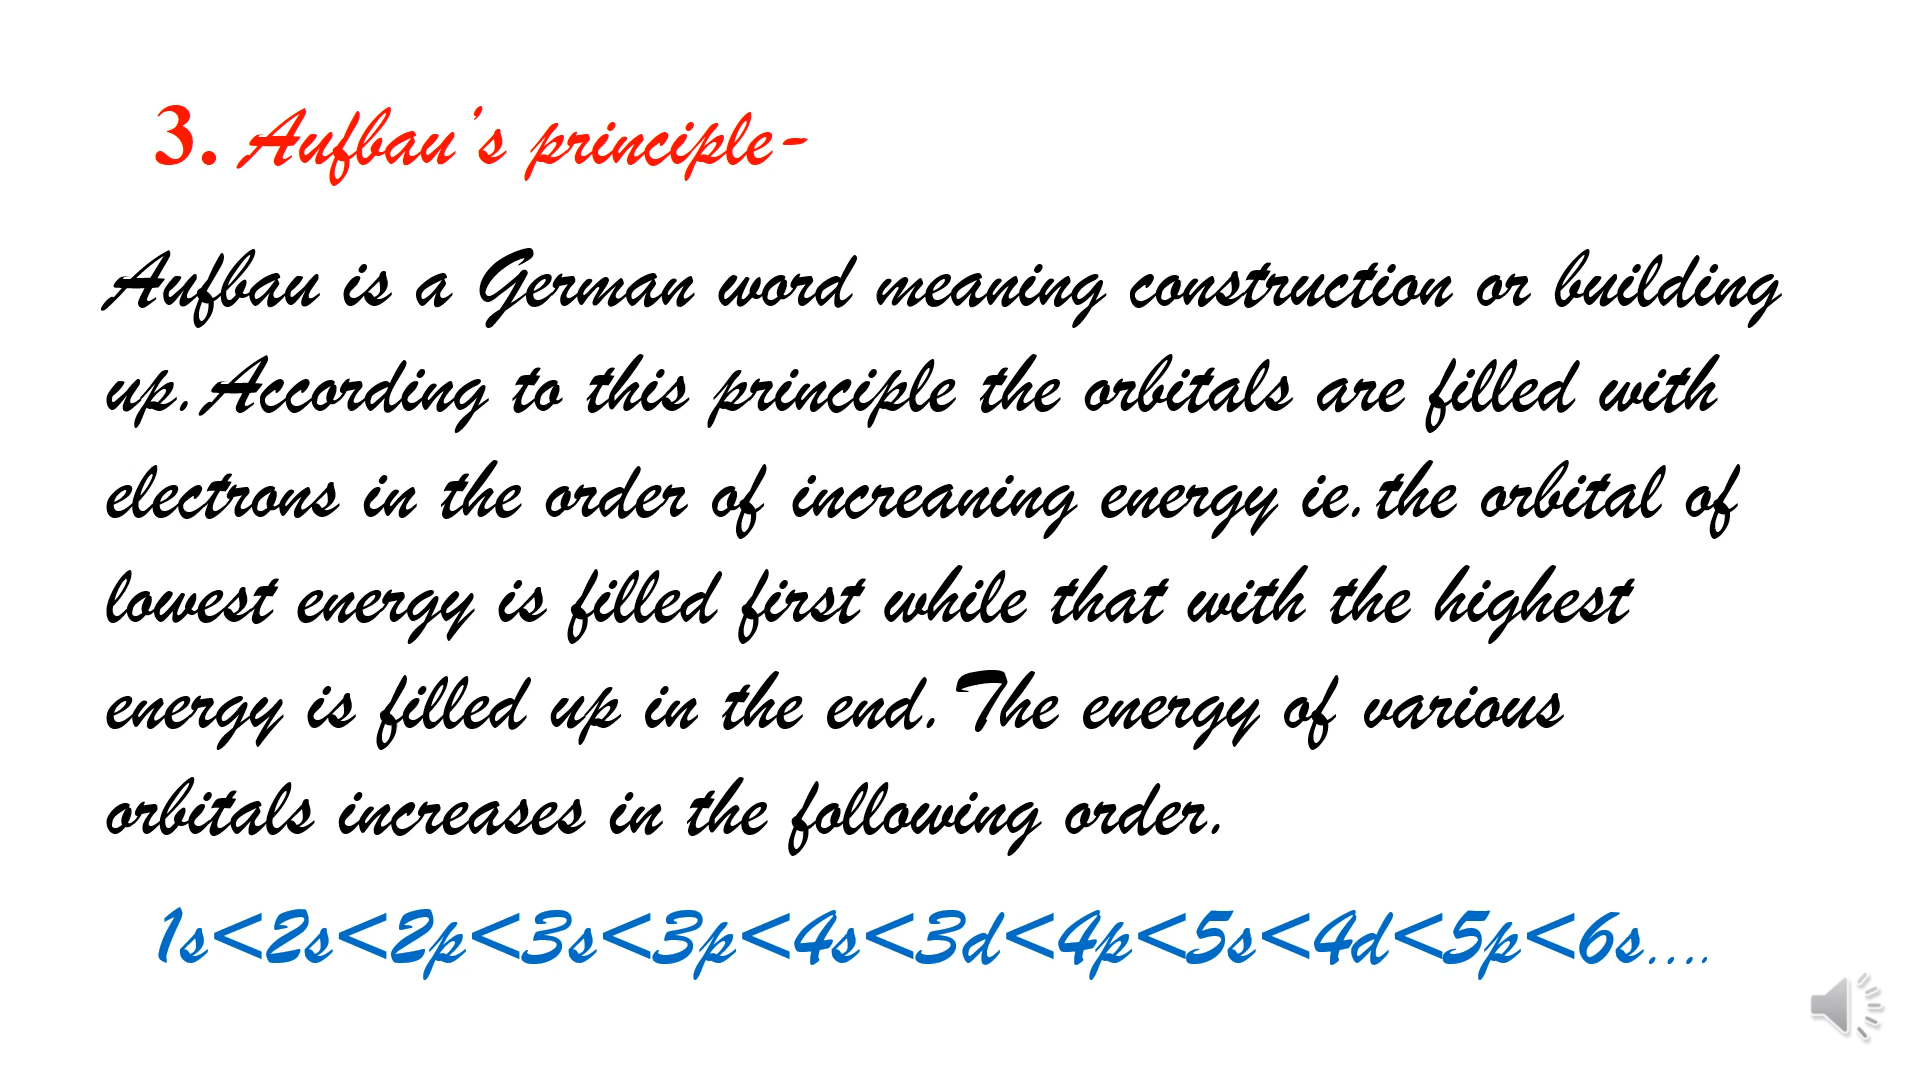 3. Aufbau's principle-
Aufbau is a German word meaning construction or building
up.According to this principle the orbitals are filled with
electrons in the order of increaning energy ie.the orbital of
lowest energy is filled first while that with the highest
energy is filled up in the end.The energy of various
orbitals increases in the following order.
1s<2s<2p<3s<3p<4s<3d<4p<5s<4d<5p<6s....